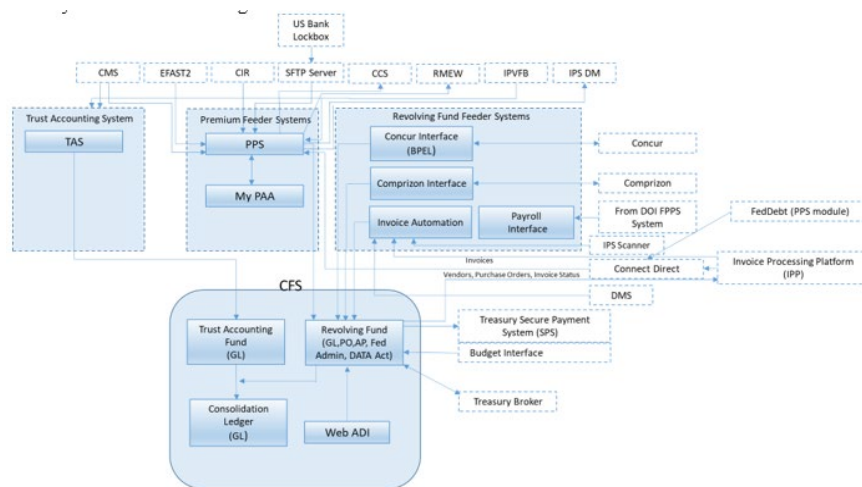 US Bank
Lockbox
CMS
EFAST2
CIR
SFTP Server
CCS
RMEW
IPVFB
IPS DM
Trust Accounting System
Premium Feeder Systems
Revolving Fund Feeder Systems
TAS
PPS
Concur Interface
(BPEL)
Concur
My PAA
Comprizon Interface
Comprizon
Invoice Automation
Payroll
Interface
From DOI FPPS
System
FedDebt (PPS module)
IPS Scanner
Invoices
Connect Direct
Invoice Processing Platform
(IPP)
Vendors, Purchase Orders, Invoice Status
CFS
DMS
Trust Accounting
Fund
(GL)
Revolving Fund
(GL,PO,AP, Fed
Admin, DATA Act)
Treasury Secure Payment
System (SPS)
Budget Interface
Consolidation
Ledger
(GL)
Web ADI
Treasury Broker